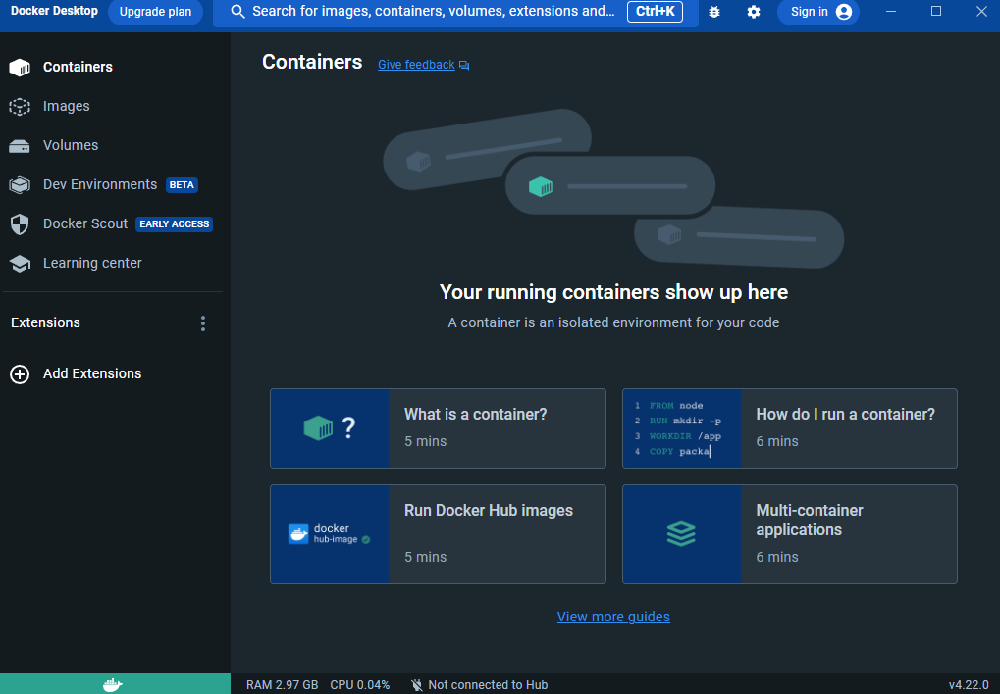 Docker Desktop
Upgrade plan
Search for images, containers, volumes, extensions and...
Ctrl+K
Sign in
Containers
Images
Volumes
Dev Environments BETA
Docker Scout EARLY ACCESS
Learning center
Extensions
Add Extensions
Containers
Give feedback
Your running containers show up here
A container is an isolated environment for your code
?
What is a container?
5 mins
1 FROM node
2 RUN mkdir -p
3 WORKDIR /app
4 COPY packa
How do I run a container?
6 mins
docker
hub-image
Run Docker Hub images
5 mins
Multi-container
applications
6 mins
View more guides
RAM 2.97 GB CPU 0.04% Not connected to Hub
v4.22.0